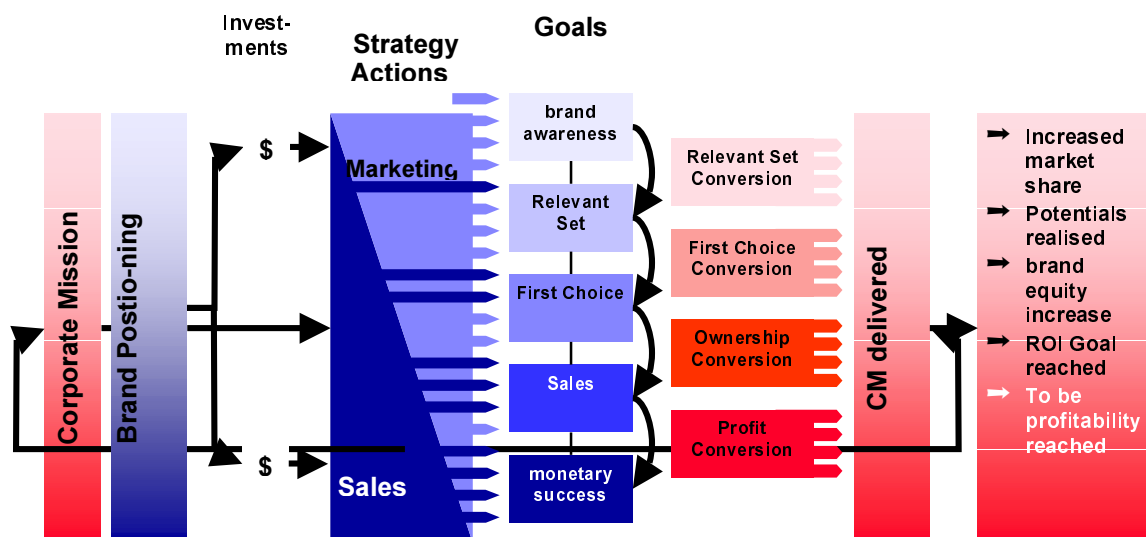 Invest-
ments
Strategy
Actions
Goals
Corporate Mission
Brand Postio-ning
$
$
Marketing
Sales
brand
awareness
Relevant
Set
First Choice
Sales
monetary
success
Relevant Set
Conversion
First Choice
Conversion
Ownership
Conversion
Profit
Conversion
CM delivered
Increased
market
share
Potentials
realised
brand
equity
increase
ROI Goal
reached
To be
profitability
reached